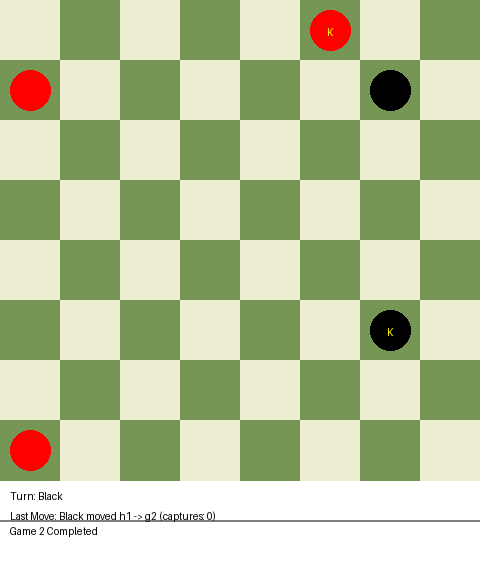 K
K
Turn: Black
Last Move: Black moved h1 -> g2 (captures: 0)
Game 2 Completed